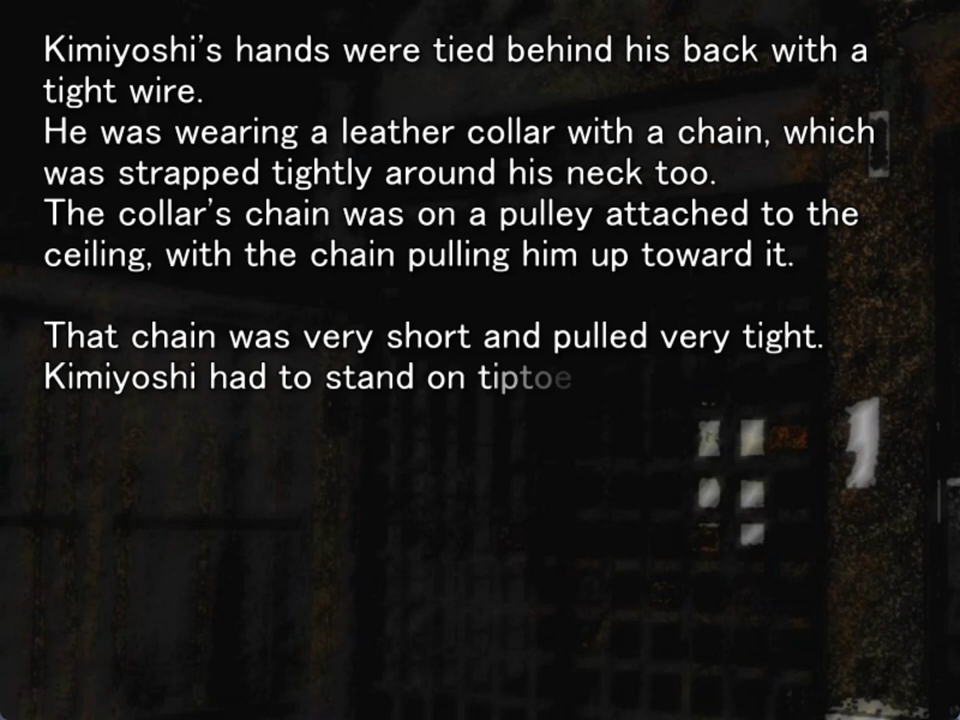 Kimiyoshi's hands were tied behind his back with a
tight wire.
He was wearing a leather collar with a chain, which
was strapped tightly around his neck too.
The collar's chain was on a pulley attached to the
ceiling, with the chain pulling him up toward it.
That chain was very short and pulled very tight.
Kimiyoshi had to stand on tiptoe